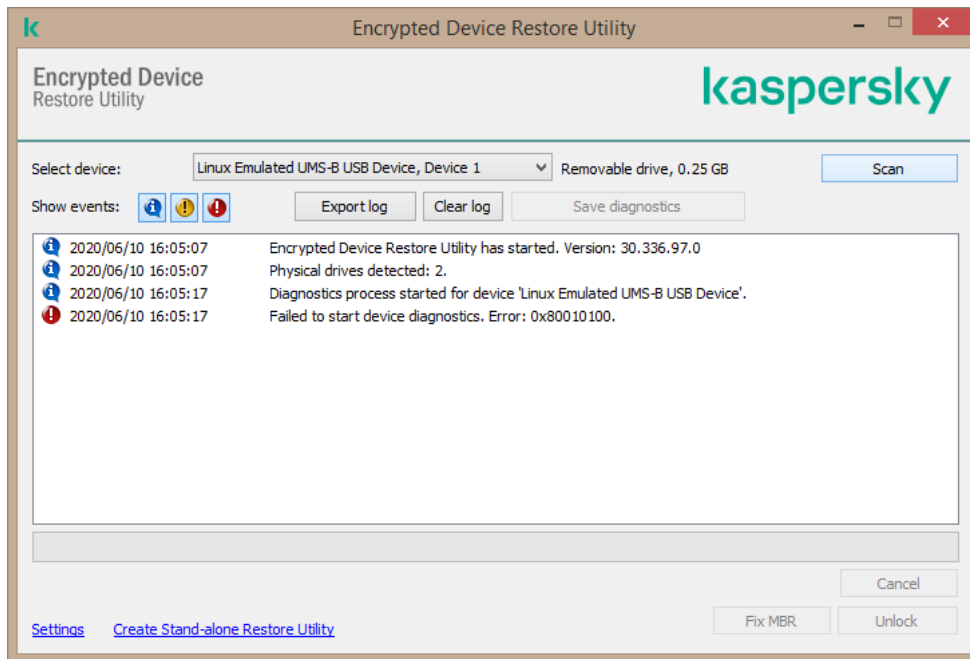 Encrypted Device Restore Utility
Encrypted Device
Restore Utility
kaspersky
Select device: Linux Emulated UMS-B USB Device, Device 1 Removable drive, 0.25 GB Scan
Show events: Export log Clear log Save diagnostics
2020/06/10 16:05:07 Encrypted Device Restore Utility has started. Version: 30.336.97.0
2020/06/10 16:05:07 Physical drives detected: 2.
2020/06/10 16:05:17 Diagnostics process started for device 'Linux Emulated UMS-B USB Device'.
2020/06/10 16:05:17 Failed to start device diagnostics. Error: 0x80010100.
Cancel
Settings Create Stand-alone Restore Utility Fix MBR Unlock